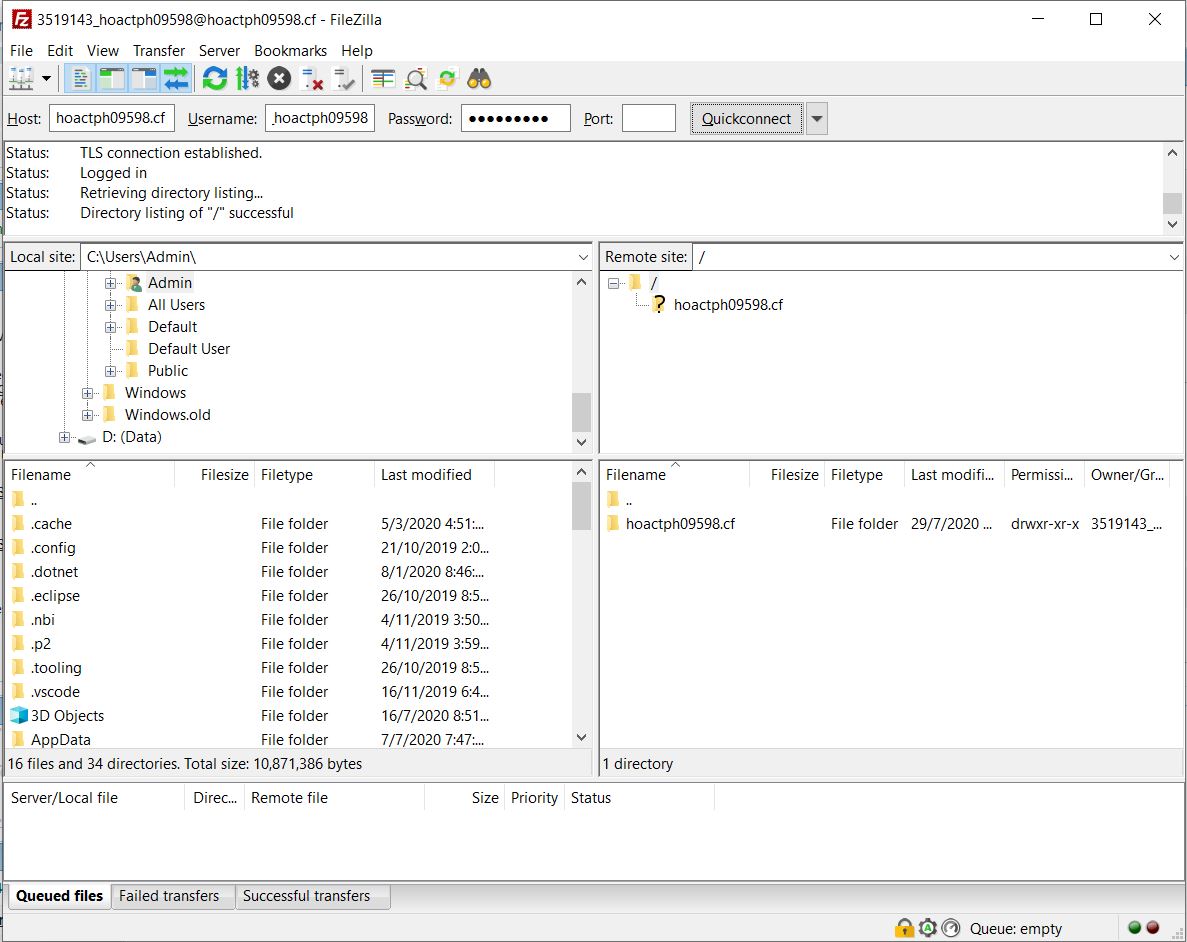 3519143_hoactph09598@hoactph09598.cf - FileZilla
File Edit View Transfer Server Bookmarks Help
Host: hoactph09598.cf Username: _hoactph09598 Password: ●●●●●●●●● Port: Quickconnect
Status: TLS connection established.
Status: Logged in
Status: Retrieving directory listing...
Status: Directory listing of "/" successful
Local site: C:\Users\Admin\
Admin
All Users
Default
Default User
Public
Windows
Windows.old
D: (Data)
Remote site: /
/
hoactph09598.cf
Filename Filesize Filetype Last modified
..
.cache File folder 5/3/2020 4:51:...
.config File folder 21/10/2019 2:0...
.dotnet File folder 8/1/2020 8:46:...
.eclipse File folder 26/10/2019 8:5...
.nbi File folder 4/11/2019 3:50...
.p2 File folder 4/11/2019 3:59...
.tooling File folder 26/10/2019 8:5...
.vscode File folder 16/11/2019 6:4...
3D Objects File folder 16/7/2020 8:51...
AppData File folder 7/7/2020 7:47:...
16 files and 34 directories. Total size: 10,871,386 bytes
Filename Filesize Filetype Last modifi... Permissi... Owner/Gr...
..
hoactph09598.cf File folder 29/7/2020 ... drwxr-xr-x 3519143_...
1 directory
Server/Local file Direc... Remote file Size Priority Status
Queued files Failed transfers Successful transfers
Queue: empty